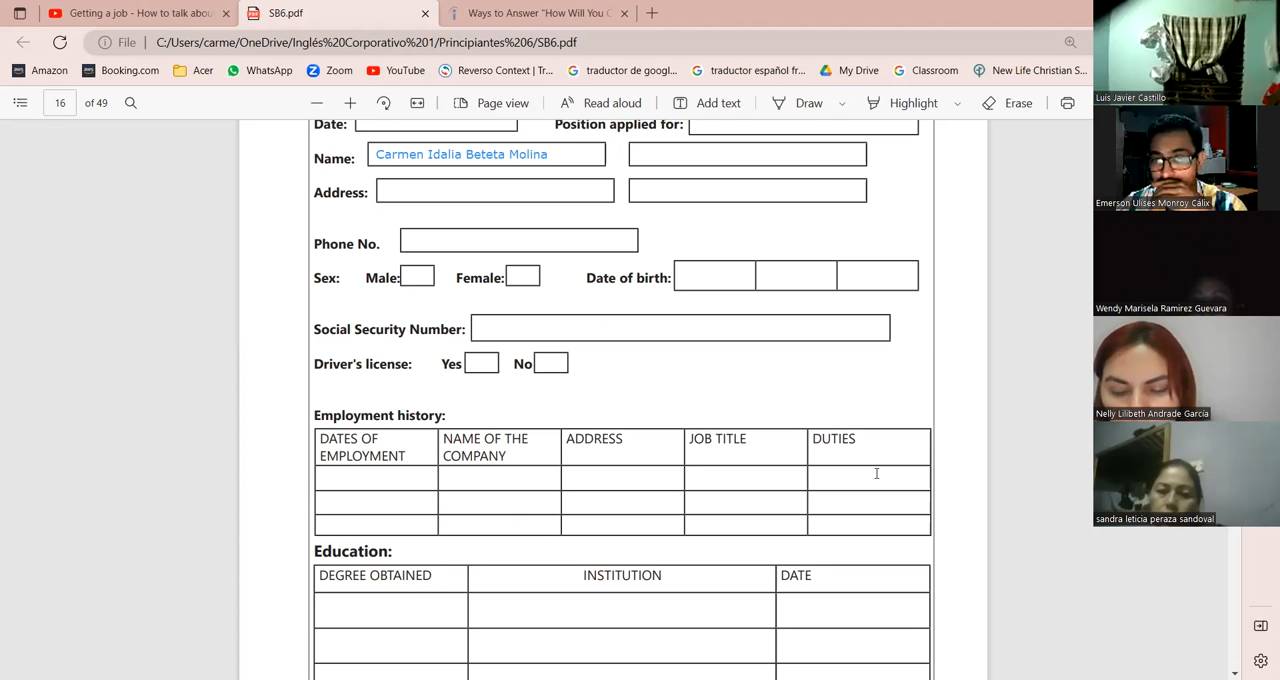 Getting a job - How to talk abou
SB6.pdf
Ways to Answer "How Will You C
File C:/Users/carme/OneDrive/Inglés%20Corporativo%201/Principiantes%206/SB6.pdf
Amazon Booking.com Acer WhatsApp Zoom YouTube Reverso Context | Tr... traductor de googl... traductor español fr... My Drive Classroom New Life Christian S...
16 of 49 Page view Read aloud Add text Draw Highlight Erase
Date: Position applied for:
Name: Carmen Idalia Beteta Molina
Address:
Phone No.
Sex: Male: Female: Date of birth:
Social Security Number:
Driver's license: Yes No
Employment history:
DATES OF EMPLOYMENT NAME OF THE COMPANY ADDRESS JOB TITLE DUTIES
Education:
DEGREE OBTAINED INSTITUTION DATE
Luis Javier Castillo
Emerson Ulises Monroy Cálix
Wendy Marisela Ramirez Guevara
Nelly Lilibeth Andrade García
sandra leticia peraza sandoval